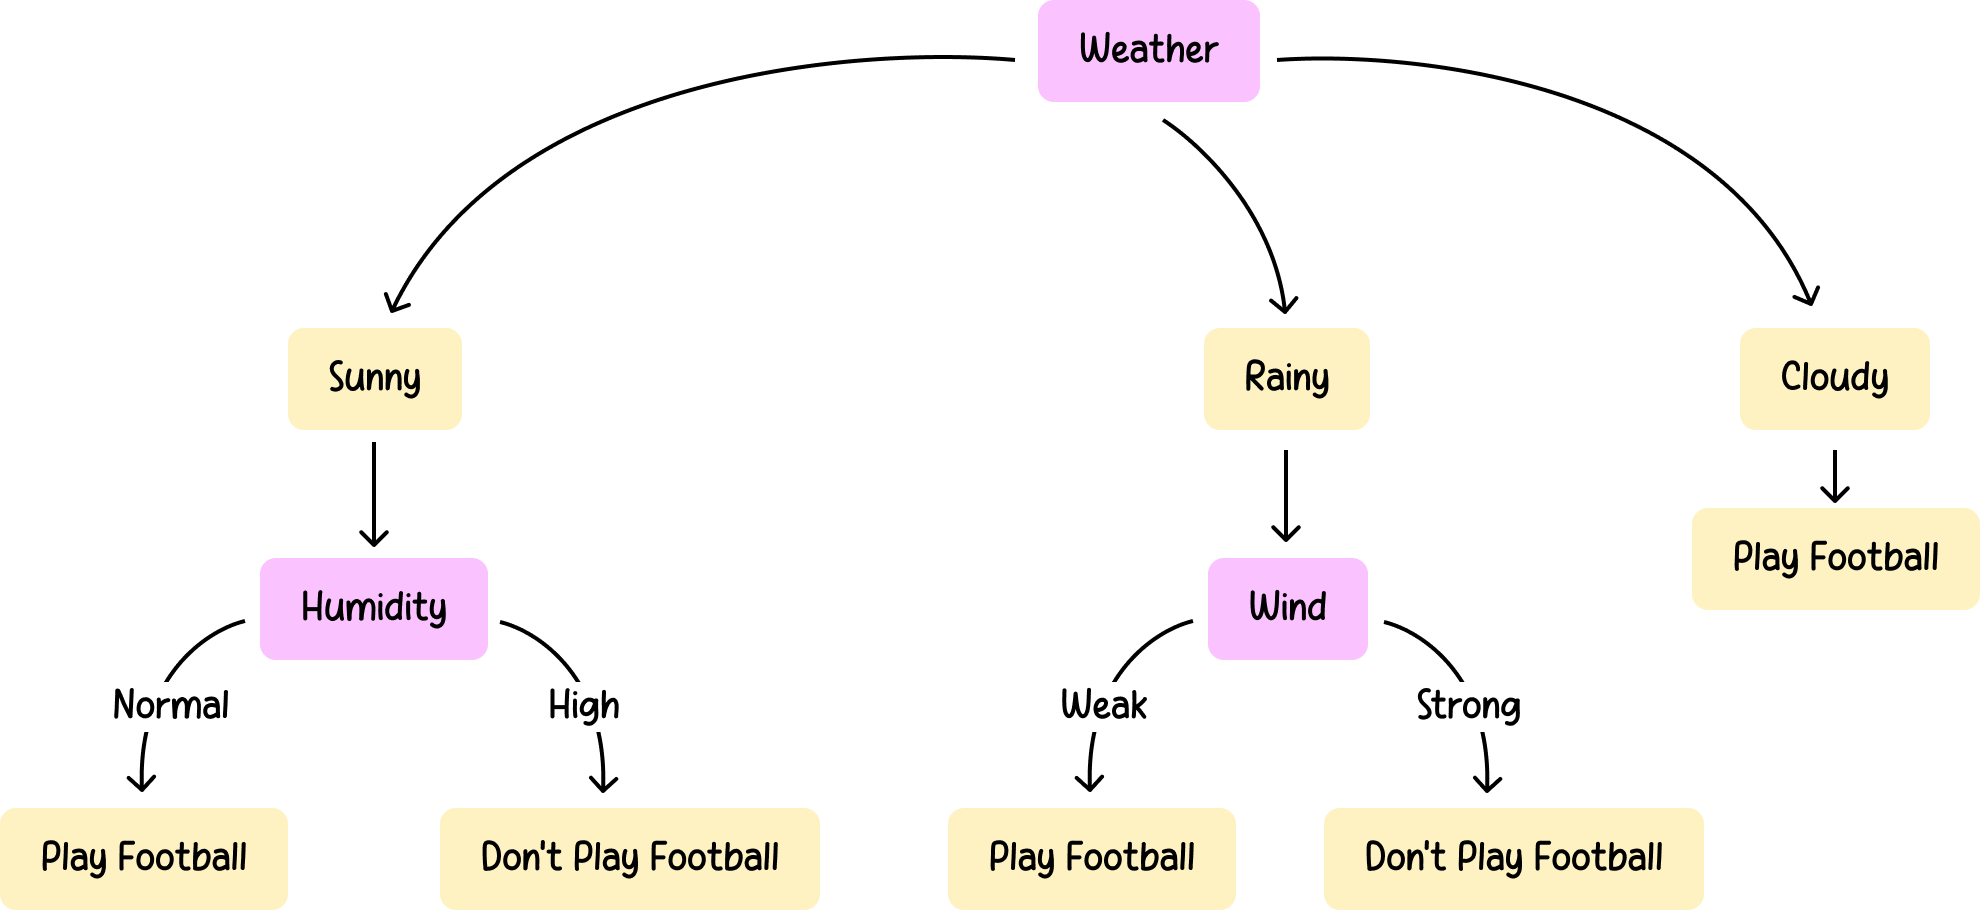 Weather
Sunny
Rainy
Cloudy
Play Football
Humidity
Wind
Normal
High
Weak
Strong
Play Football
Don't Play Football
Play Football
Don't Play Football